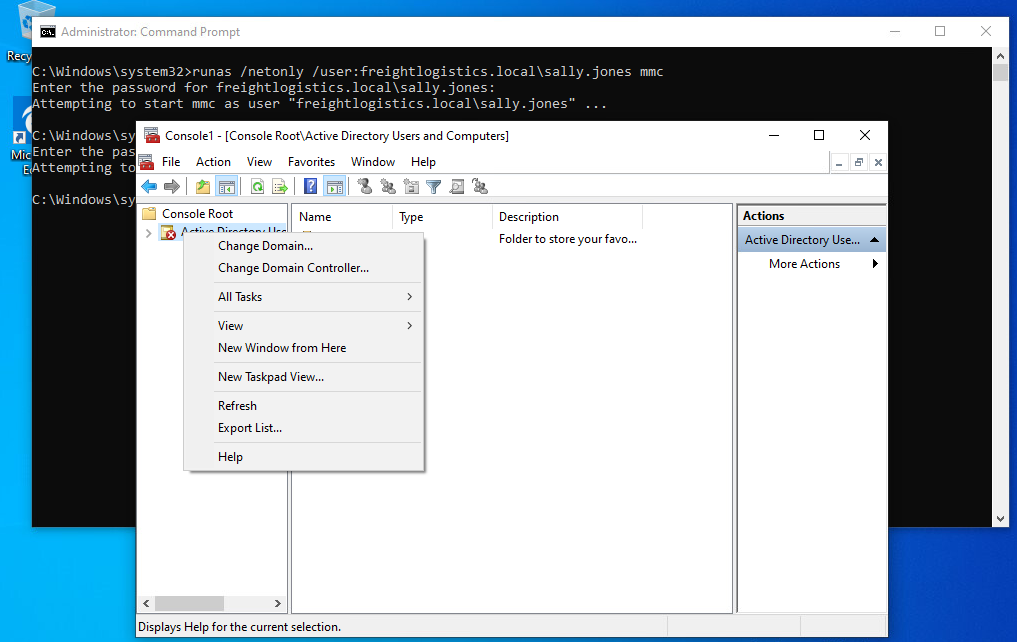 Recy
Administrator: Command Prompt
C:\Windows\system32>runas /netonly /user:freightlogistics.local\sally.jones mmc
Enter the password for freightlogistics.local\sally.jones:
Attempting to start mmc as user "freightlogistics.local\sally.jones" ...
C:\Windows\sy
Enter the pas
Attempting to
C:\Windows\sy
Mic
Console1 - [Console Root\Active Directory Users and Computers]
File Action View Favorites Window Help
Console Root
Active Directory Use
Name Type Description
Folder to store your favo...
Actions
Active Directory Use...
More Actions
Change Domain...
Change Domain Controller...
All Tasks
View
New Window from Here
New Taskpad View...
Refresh
Export List...
Help
Displays Help for the current selection.